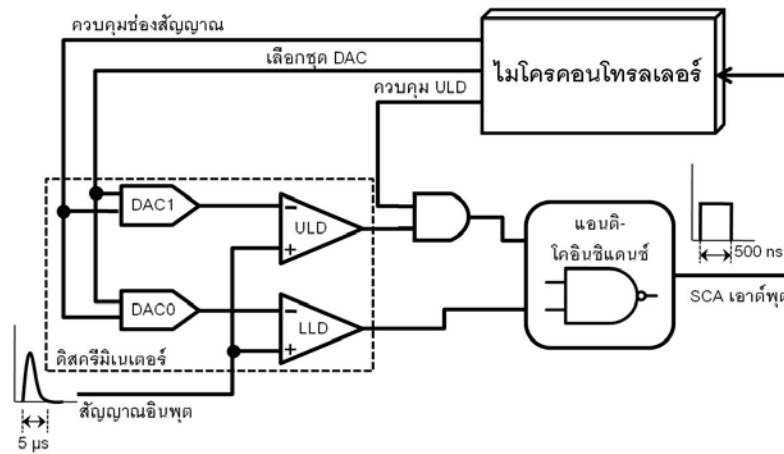 ควบคุมช่องสัญญาณ
เลือกชุด DAC
ไมโครคอนโทรลเลอร์
ควบคุม ULD
DAC1
ULD
แอนติ-
โคอินซิแดนซ์
500 ns
SCA เอาต์พุต
DAC0
LLD
ดิสครีมิเนเตอร์
สัญญาณอินพุต
5 µs